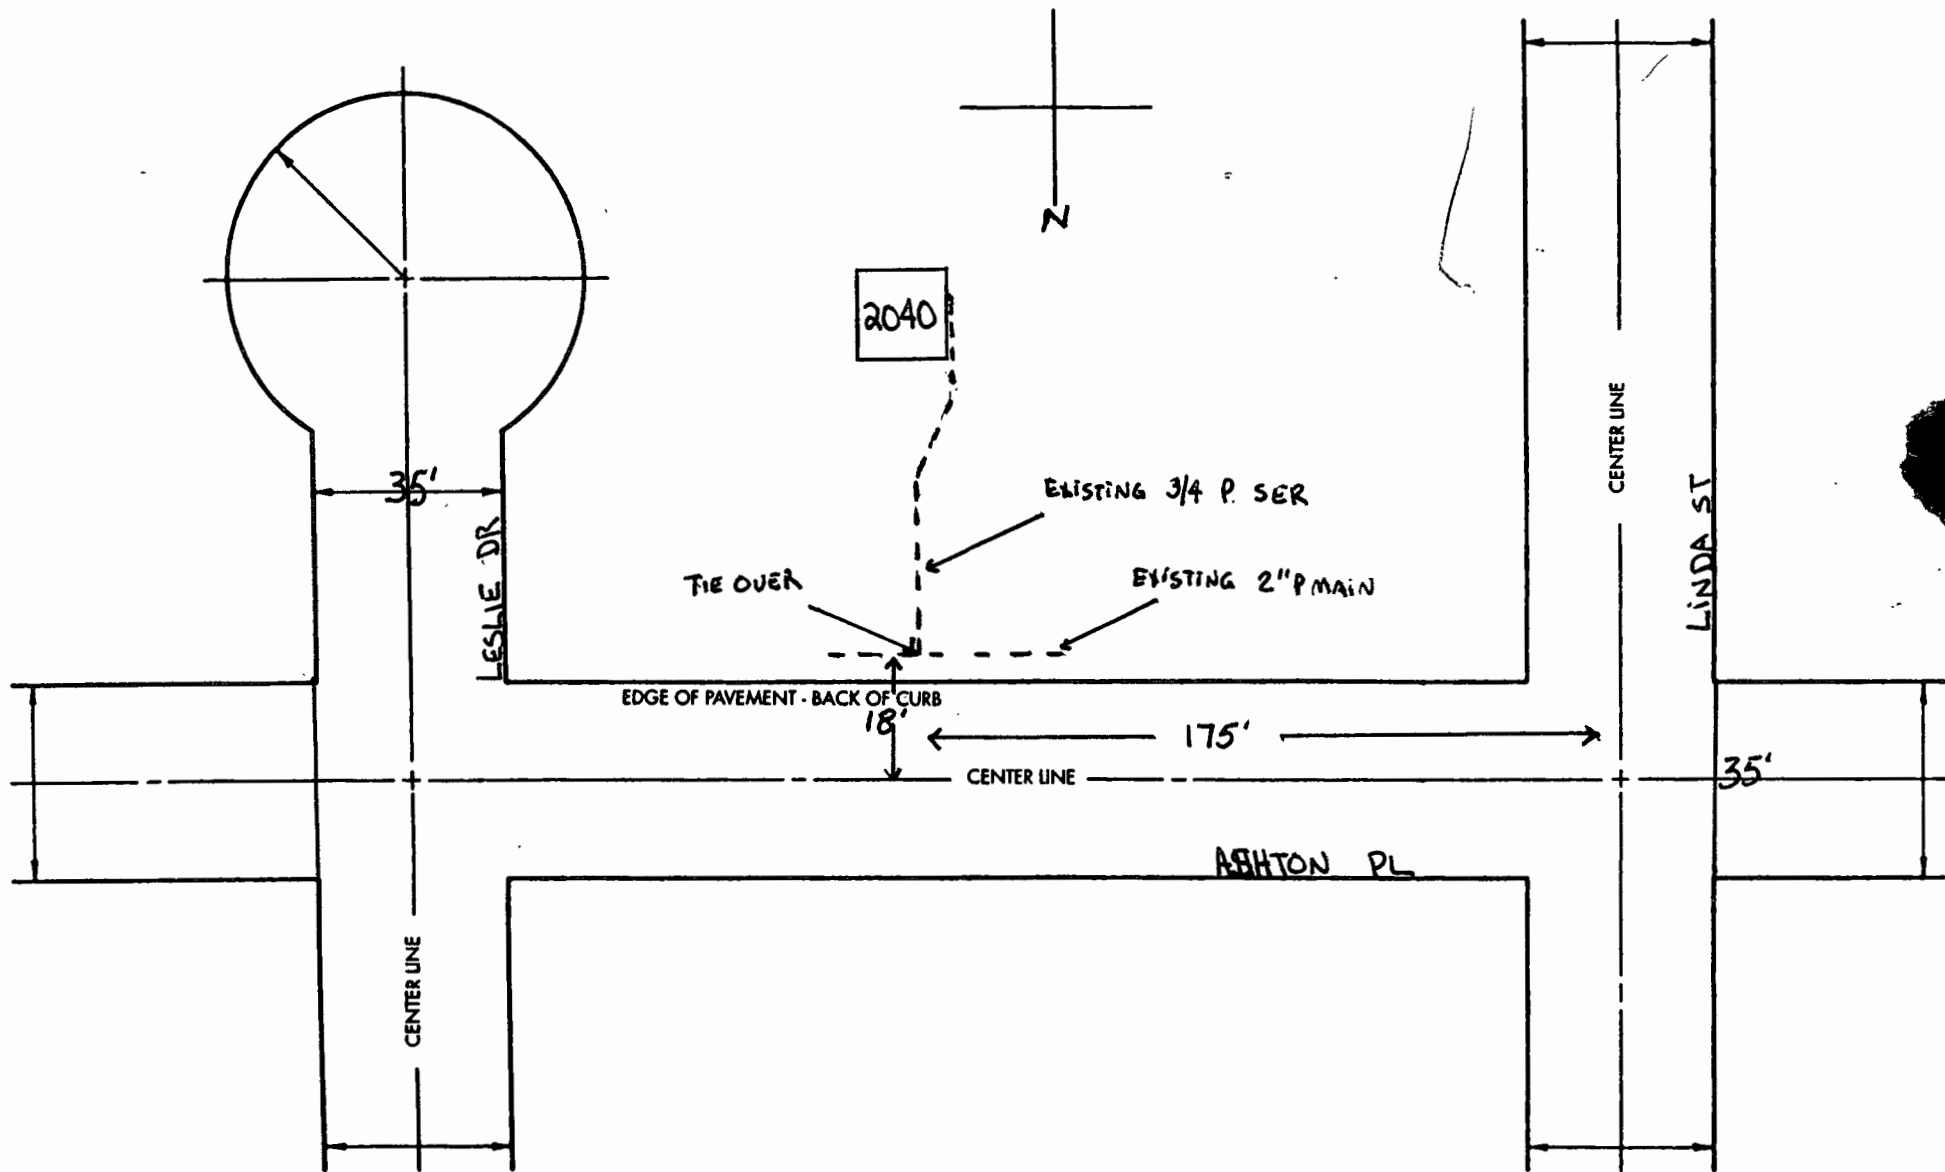 N
2040
CENTER LINE
35'
EXISTING 3/4 P. SER
LESLIE DR
LINDA ST
TIE OVER
EXISTING 2" P MAIN
EDGE OF PAVEMENT - BACK OF CURB
18'
175'
CENTER LINE
35'
ASHTON PL
CENTER LINE